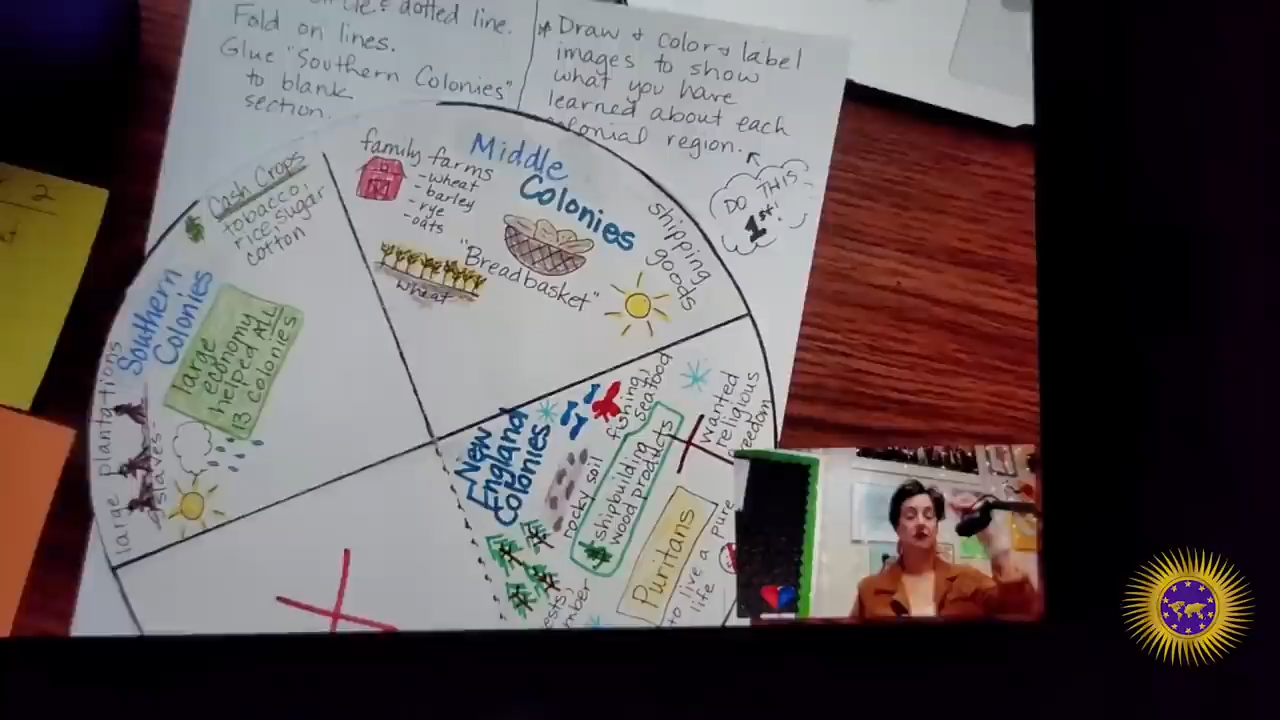 dotted line.
Fold on lines.
Glue "Southern Colonies"
to blank
section.
* Draw & color & label
images to show
what you have
learned about each
colonial region.
DO THIS
1st!
2
Cash Crops
tobacco,
rice, sugar
cotton
Southern
Colonies
large
economy
helped ALL
13 colonies
large plantations
-slaves-
family farms
-wheat
-barley
-rye
-oats
Middle
Colonies
"Breadbasket"
wheat
shipping
goods
New
England
Colonies
fishing,
seafood
rocky soil
shipbuilding
wood products
wanted
religious
freedom
Puritans
to live a pure
life